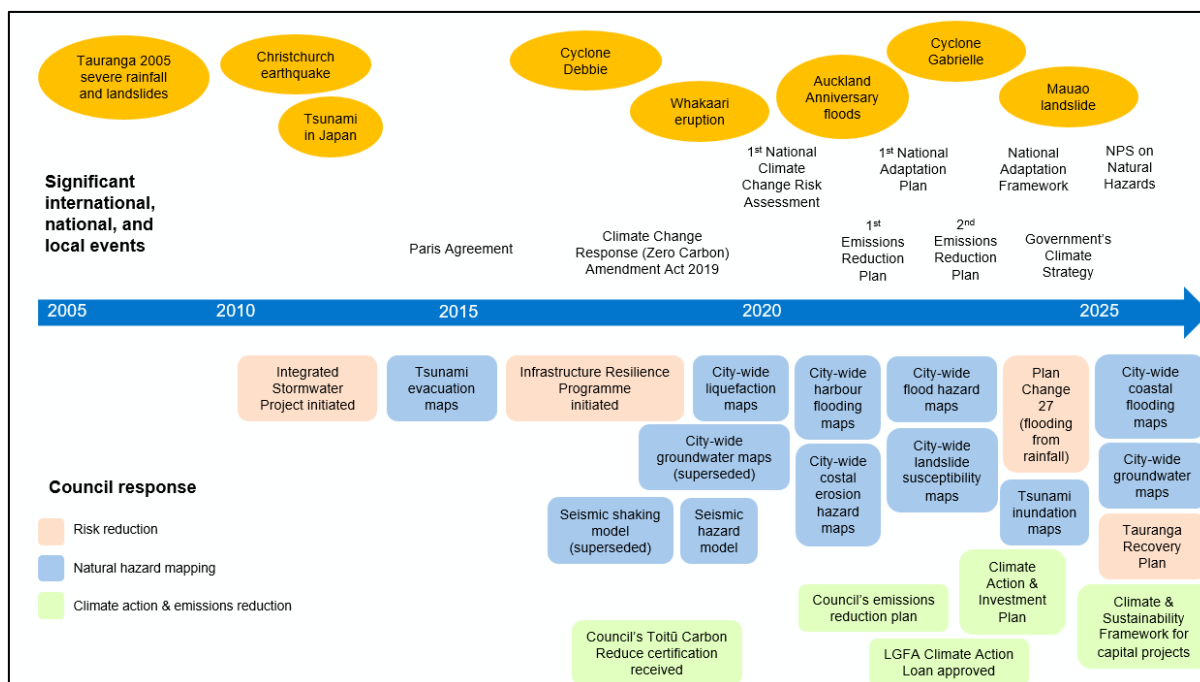 Tauranga 2005
severe rainfall
and landslides
Christchurch
earthquake
Tsunami
in Japan
Cyclone
Debbie
Whakaari
eruption
Auckland
Anniversary
floods
Cyclone
Gabrielle
Mauao
landslide
Significant
international,
national, and
local events
Paris Agreement
Climate Change
Response (Zero Carbon)
Amendment Act 2019
1st National
Climate
Change Risk
Assessment
1st National
Adaptation
Plan
National
Adaptation
Framework
NPS on
Natural
Hazards
1st
Emissions
Reduction
Plan
2nd
Emissions
Reduction
Plan
Government's
Climate
Strategy
2005
2010
2015
2020
2025
Integrated
Stormwater
Project initiated
Tsunami
evacuation
maps
Infrastructure Resilience
Programme
initiated
City-wide
liquefaction
maps
City-wide
harbour
flooding
maps
City-wide
flood hazard
maps
Plan
Change
27
(flooding
from
rainfall)
City-wide
coastal
flooding
maps
City-wide
groundwater maps
(superseded)
City-wide
costal
erosion
hazard
maps
City-wide
landslide
susceptibility
maps
City-wide
groundwater
maps
Seismic shaking
model
(superseded)
Seismic
hazard
model
Tsunami
inundation
maps
Tauranga
Recovery
Plan
Council response
Risk reduction
Natural hazard mapping
Climate action & emissions reduction
Council's Toitū Carbon
Reduce certification
received
Council's emissions
reduction plan
LGFA Climate Action
Loan approved
Climate
Action &
Investment
Plan
Climate &
Sustainability
Framework for
capital projects